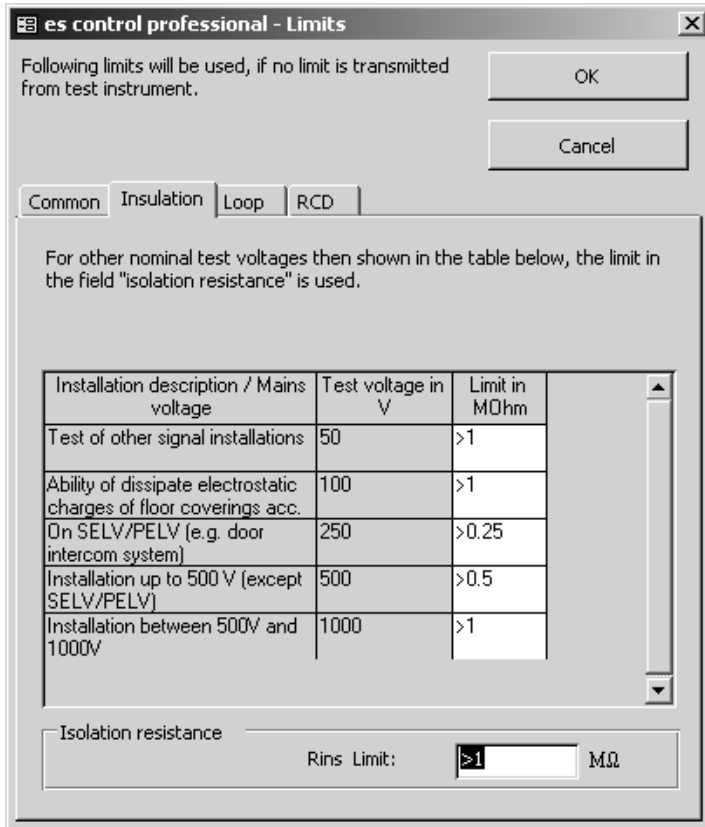 es control professional - Limits
Following limits will be used, if no limit is transmitted
from test instrument.
OK
Cancel
Common Insulation Loop RCD
For other nominal test voltages then shown in the table below, the limit in
the field "isolation resistance" is used.
Installation description / Mains voltage Test voltage in V Limit in MOhm
Test of other signal installations 50 >1
Ability of dissipate electrostatic charges of floor coverings acc. 100 >1
On SELV/PELV (e.g. door intercom system) 250 >0.25
Installation up to 500 V (except SELV/PELV) 500 >0.5
Installation between 500V and 1000V 1000 >1
Isolation resistance
Rins Limit: >1 MΩ